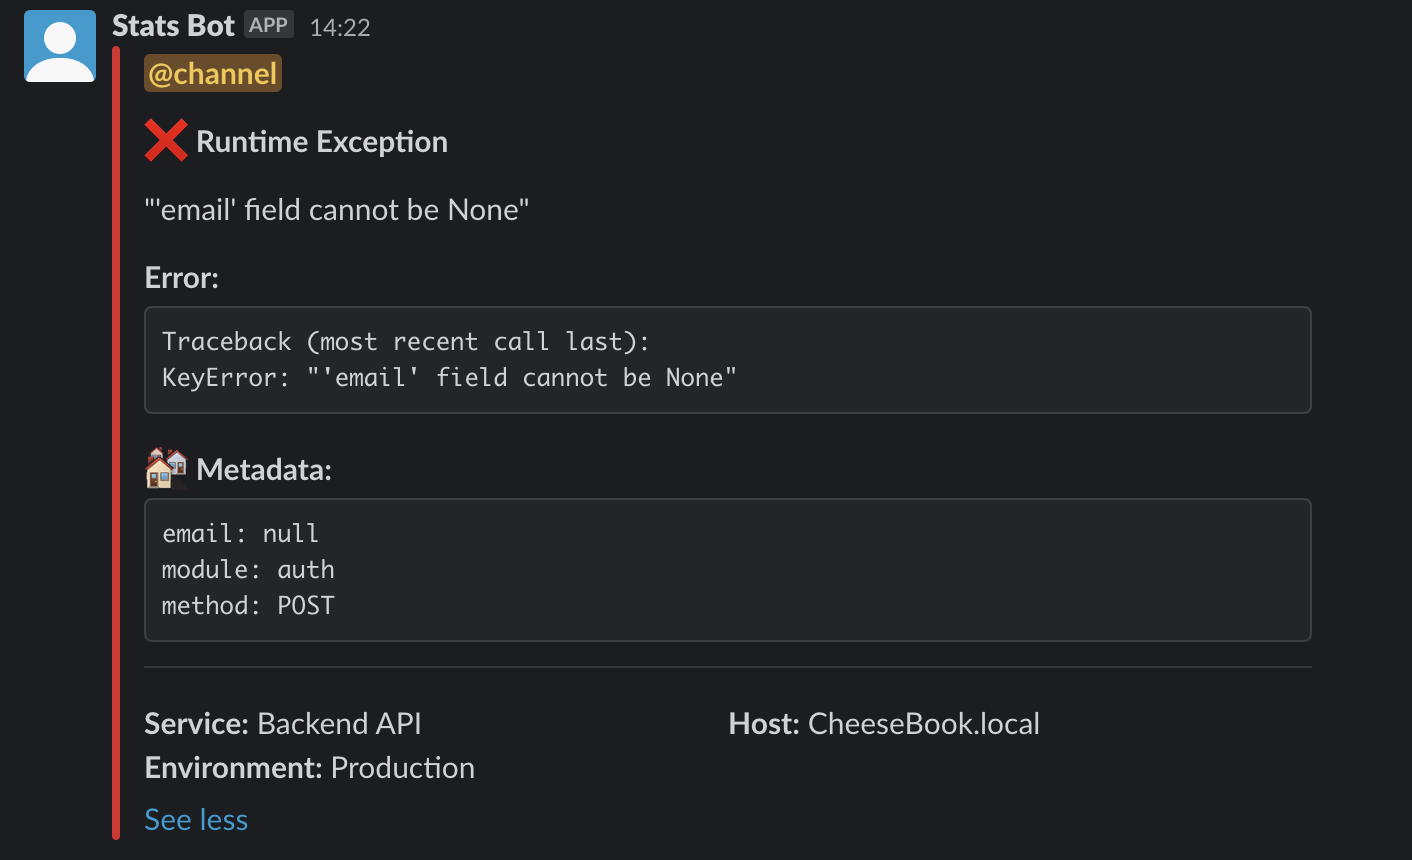 Stats Bot APP 14:22
@channel
Runtime Exception
"'email' field cannot be None"
Error:
Traceback (most recent call last):
KeyError: "'email' field cannot be None"
Metadata:
email: null
module: auth
method: POST
Service: Backend API Host: CheeseBook.local
Environment: Production
See less